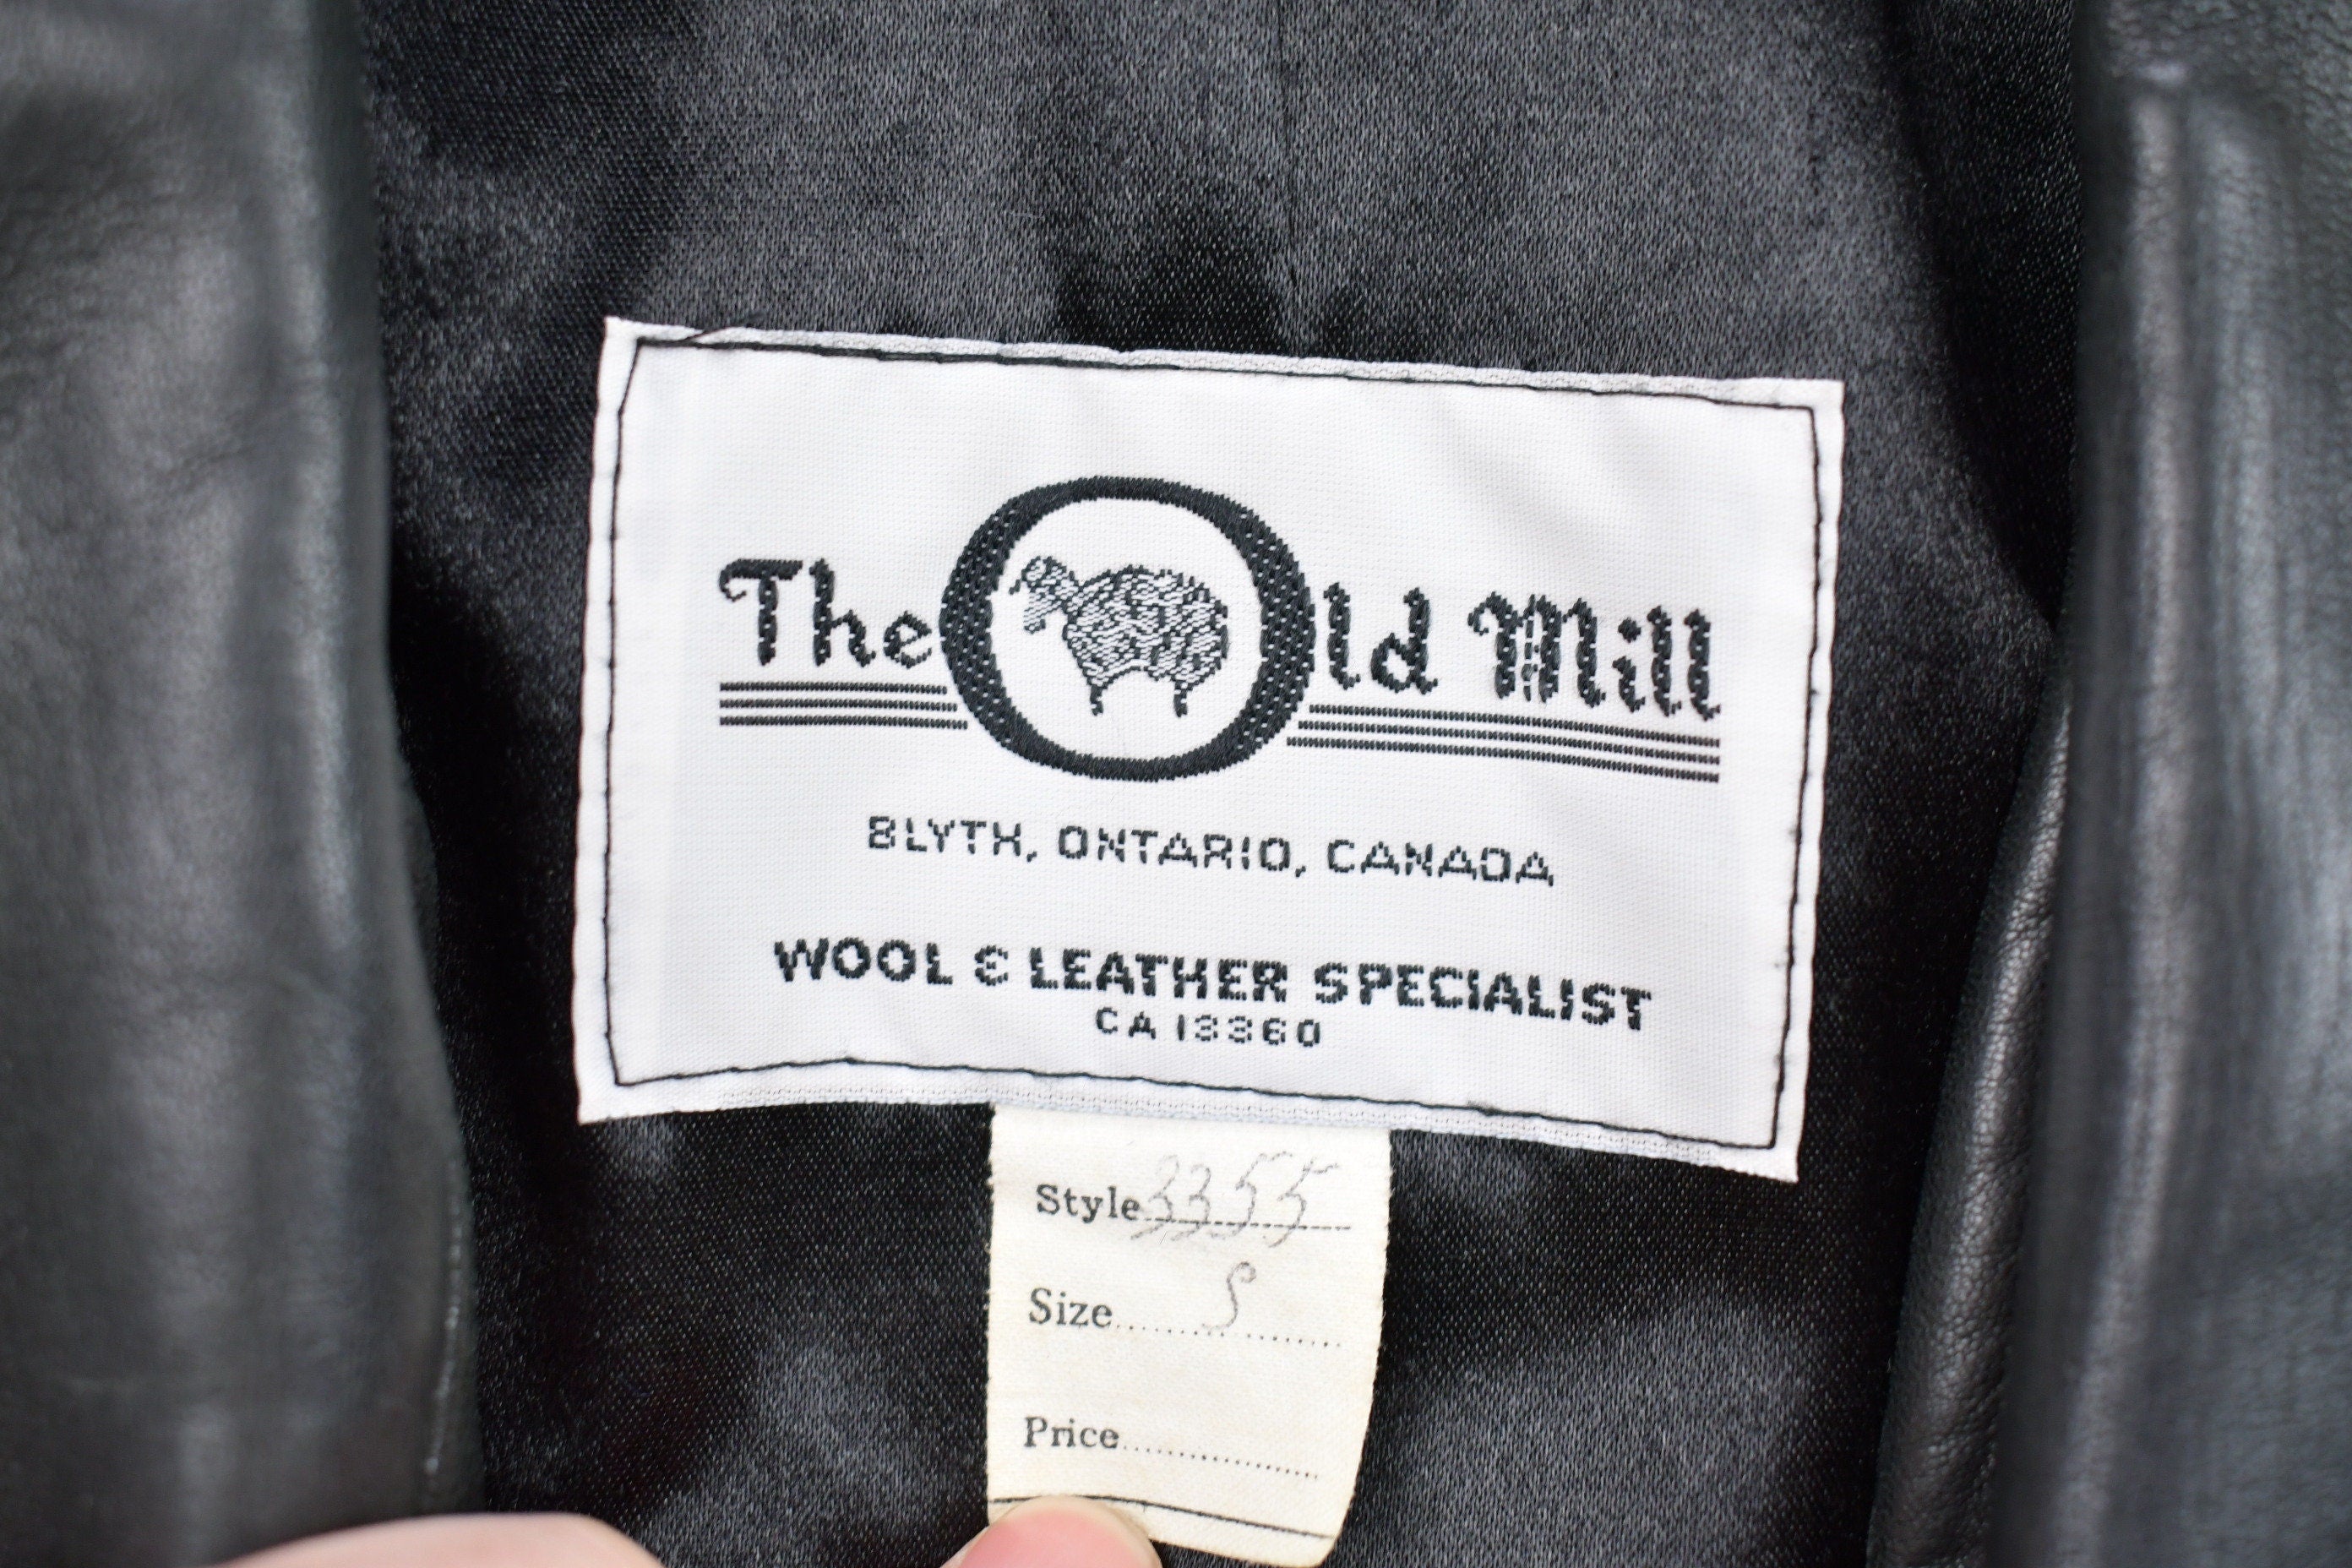 The Old Mill
BLYTH, ONTARIO, CANADA
WOOL & LEATHER SPECIALIST
CA 13360
Style 3355
Size S
Price